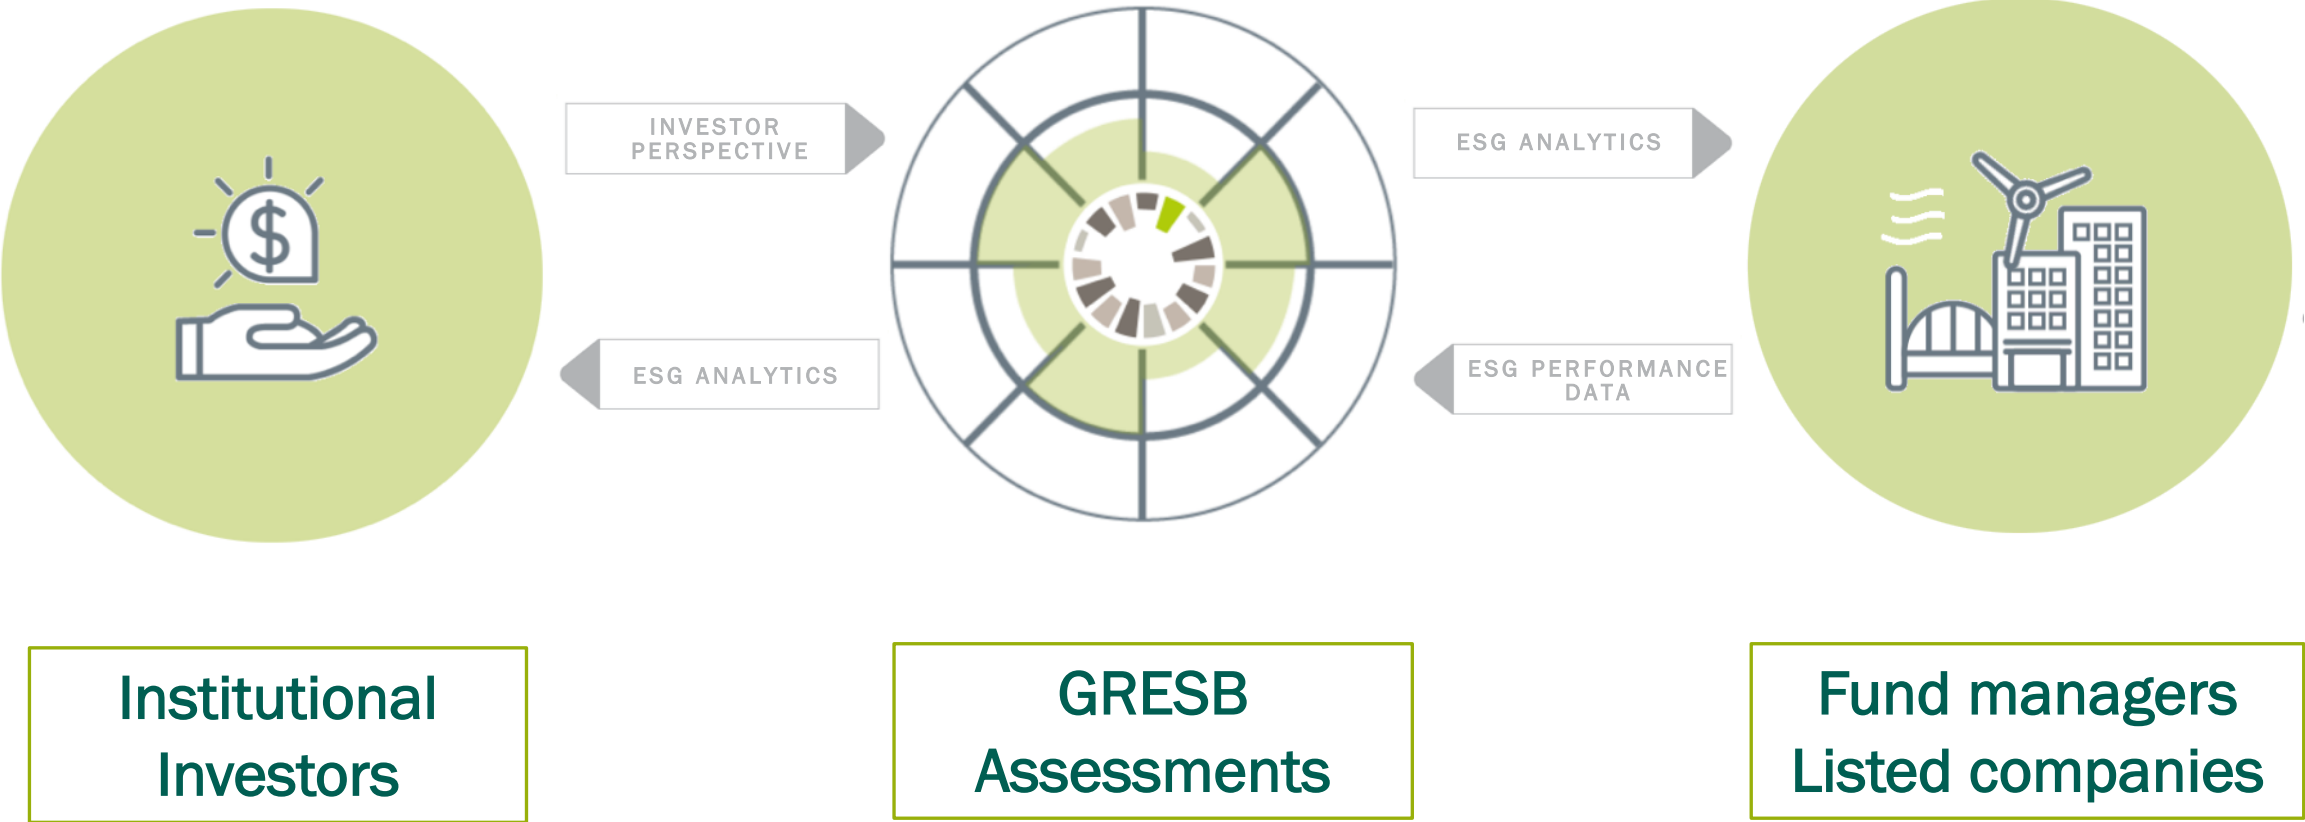 INVESTOR
PERSPECTIVE
ESG ANALYTICS
ESG ANALYTICS
ESG PERFORMANCE
DATA
$
Institutional
Investors
GRESB
Assessments
Fund managers
Listed companies